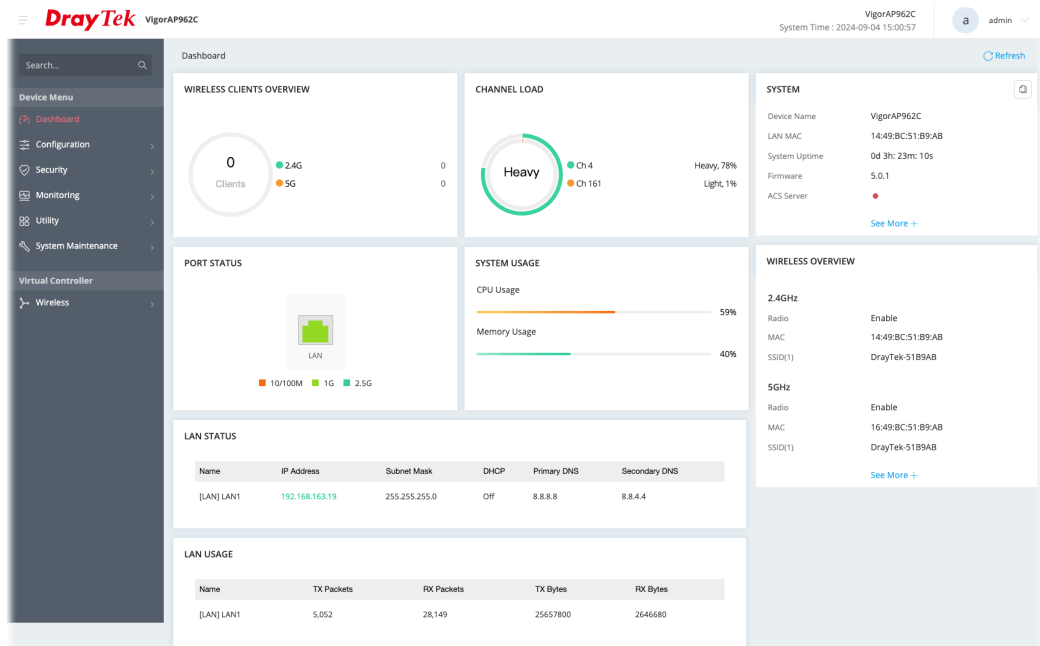 DrayTek VigorAP962C
VigorAP962C
System Time : 2024-09-04 15:00:57
a admin
Search...
Device Menu
Dashboard
Configuration
Security
Monitoring
Utility
System Maintenance
Virtual Controller
Wireless
Dashboard
Refresh
WIRELESS CLIENTS OVERVIEW
0
Clients
2.4G 0
5G 0
CHANNEL LOAD
Heavy
Ch 4 Heavy, 78%
Ch 161 Light, 1%
SYSTEM
Device Name VigorAP962C
LAN MAC 14:49:BC:51:B9:AB
System Uptime 0d 3h: 23m: 10s
Firmware 5.0.1
ACS Server
See More +
PORT STATUS
LAN
10/100M 1G 2.5G
SYSTEM USAGE
CPU Usage
59%
Memory Usage
40%
WIRELESS OVERVIEW
2.4GHz
Radio Enable
MAC 14:49:BC:51:B9:AB
SSID(1) DrayTek-51B9AB
5GHz
Radio Enable
MAC 16:49:BC:51:B9:AB
SSID(1) DrayTek-51B9AB
See More +
LAN STATUS
Name IP Address Subnet Mask DHCP Primary DNS Secondary DNS
[LAN] LAN1 192.168.163.19 255.255.255.0 Off 8.8.8.8 8.8.4.4
LAN USAGE
Name TX Packets RX Packets TX Bytes RX Bytes
[LAN] LAN1 5,052 28,149 25657800 2646680